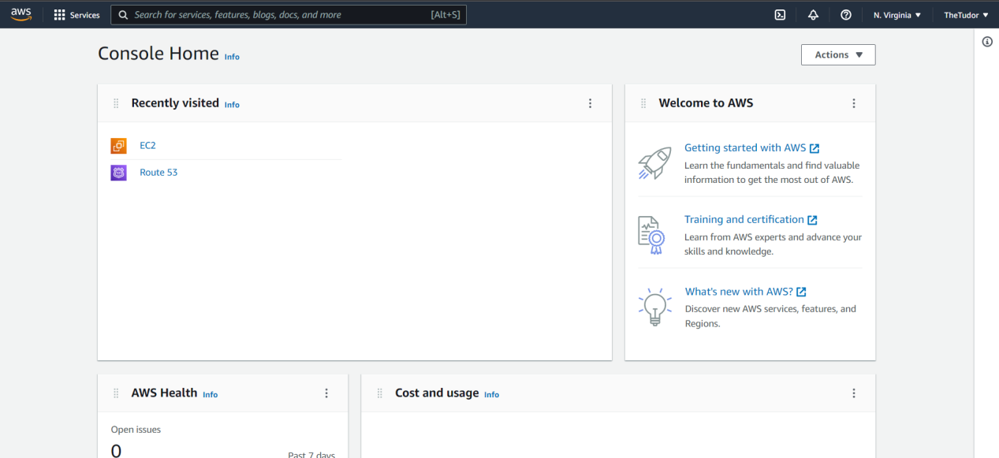 aws
Services
Search for services, features, blogs, docs, and more
[Alt+S]
N. Virginia
TheTudor
Console Home Info
Actions
Recently visited Info
EC2
Route 53
Welcome to AWS
Getting started with AWS
Learn the fundamentals and find valuable
information to get the most out of AWS.
Training and certification
Learn from AWS experts and advance your
skills and knowledge.
What's new with AWS?
Discover new AWS services, features, and
Regions.
AWS Health Info
Open issues
0
Past 7 days
Cost and usage Info